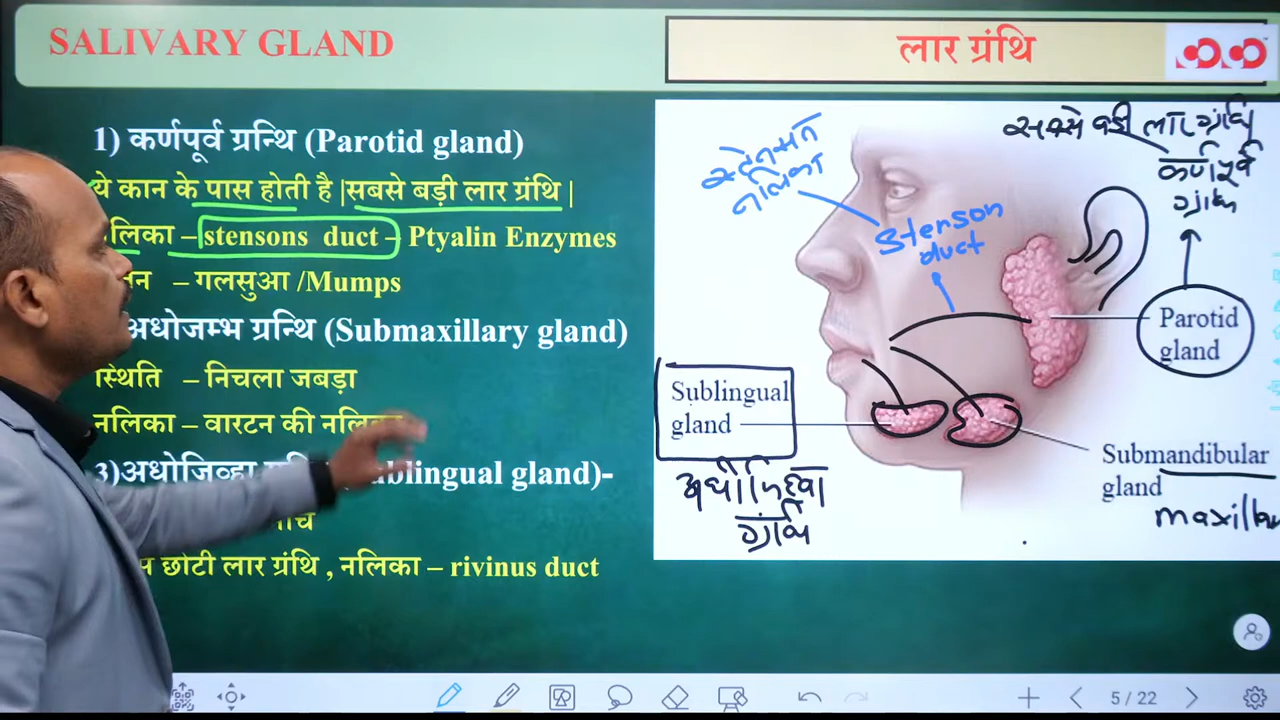 SALIVARY GLAND
लार ग्रंथि
1) कर्णपूर्व ग्रन्थि (Parotid gland)
ये कान के पास होती है |सबसे बड़ी लार ग्रंथि |
– stensons duct – Ptyalin Enzymes
– गलसुआ /Mumps
अधोजम्भ ग्रन्थि (Submaxillary gland)
स्थिति – निचला जबड़ा
नलिका – वारटन की
3)अधोजिव्हा
छोटी लार ग्रंथि , नलिका – rivinus duct
सबसे बड़ी लार ग्रंथि
कर्णपूर्व
ग्रंथि
स्टेनसन
नलिका
Stenson
duct
Parotid
gland
Sublingual
gland
अधोजिह्वा
ग्रंथि
Submandibular
gland
5 / 22